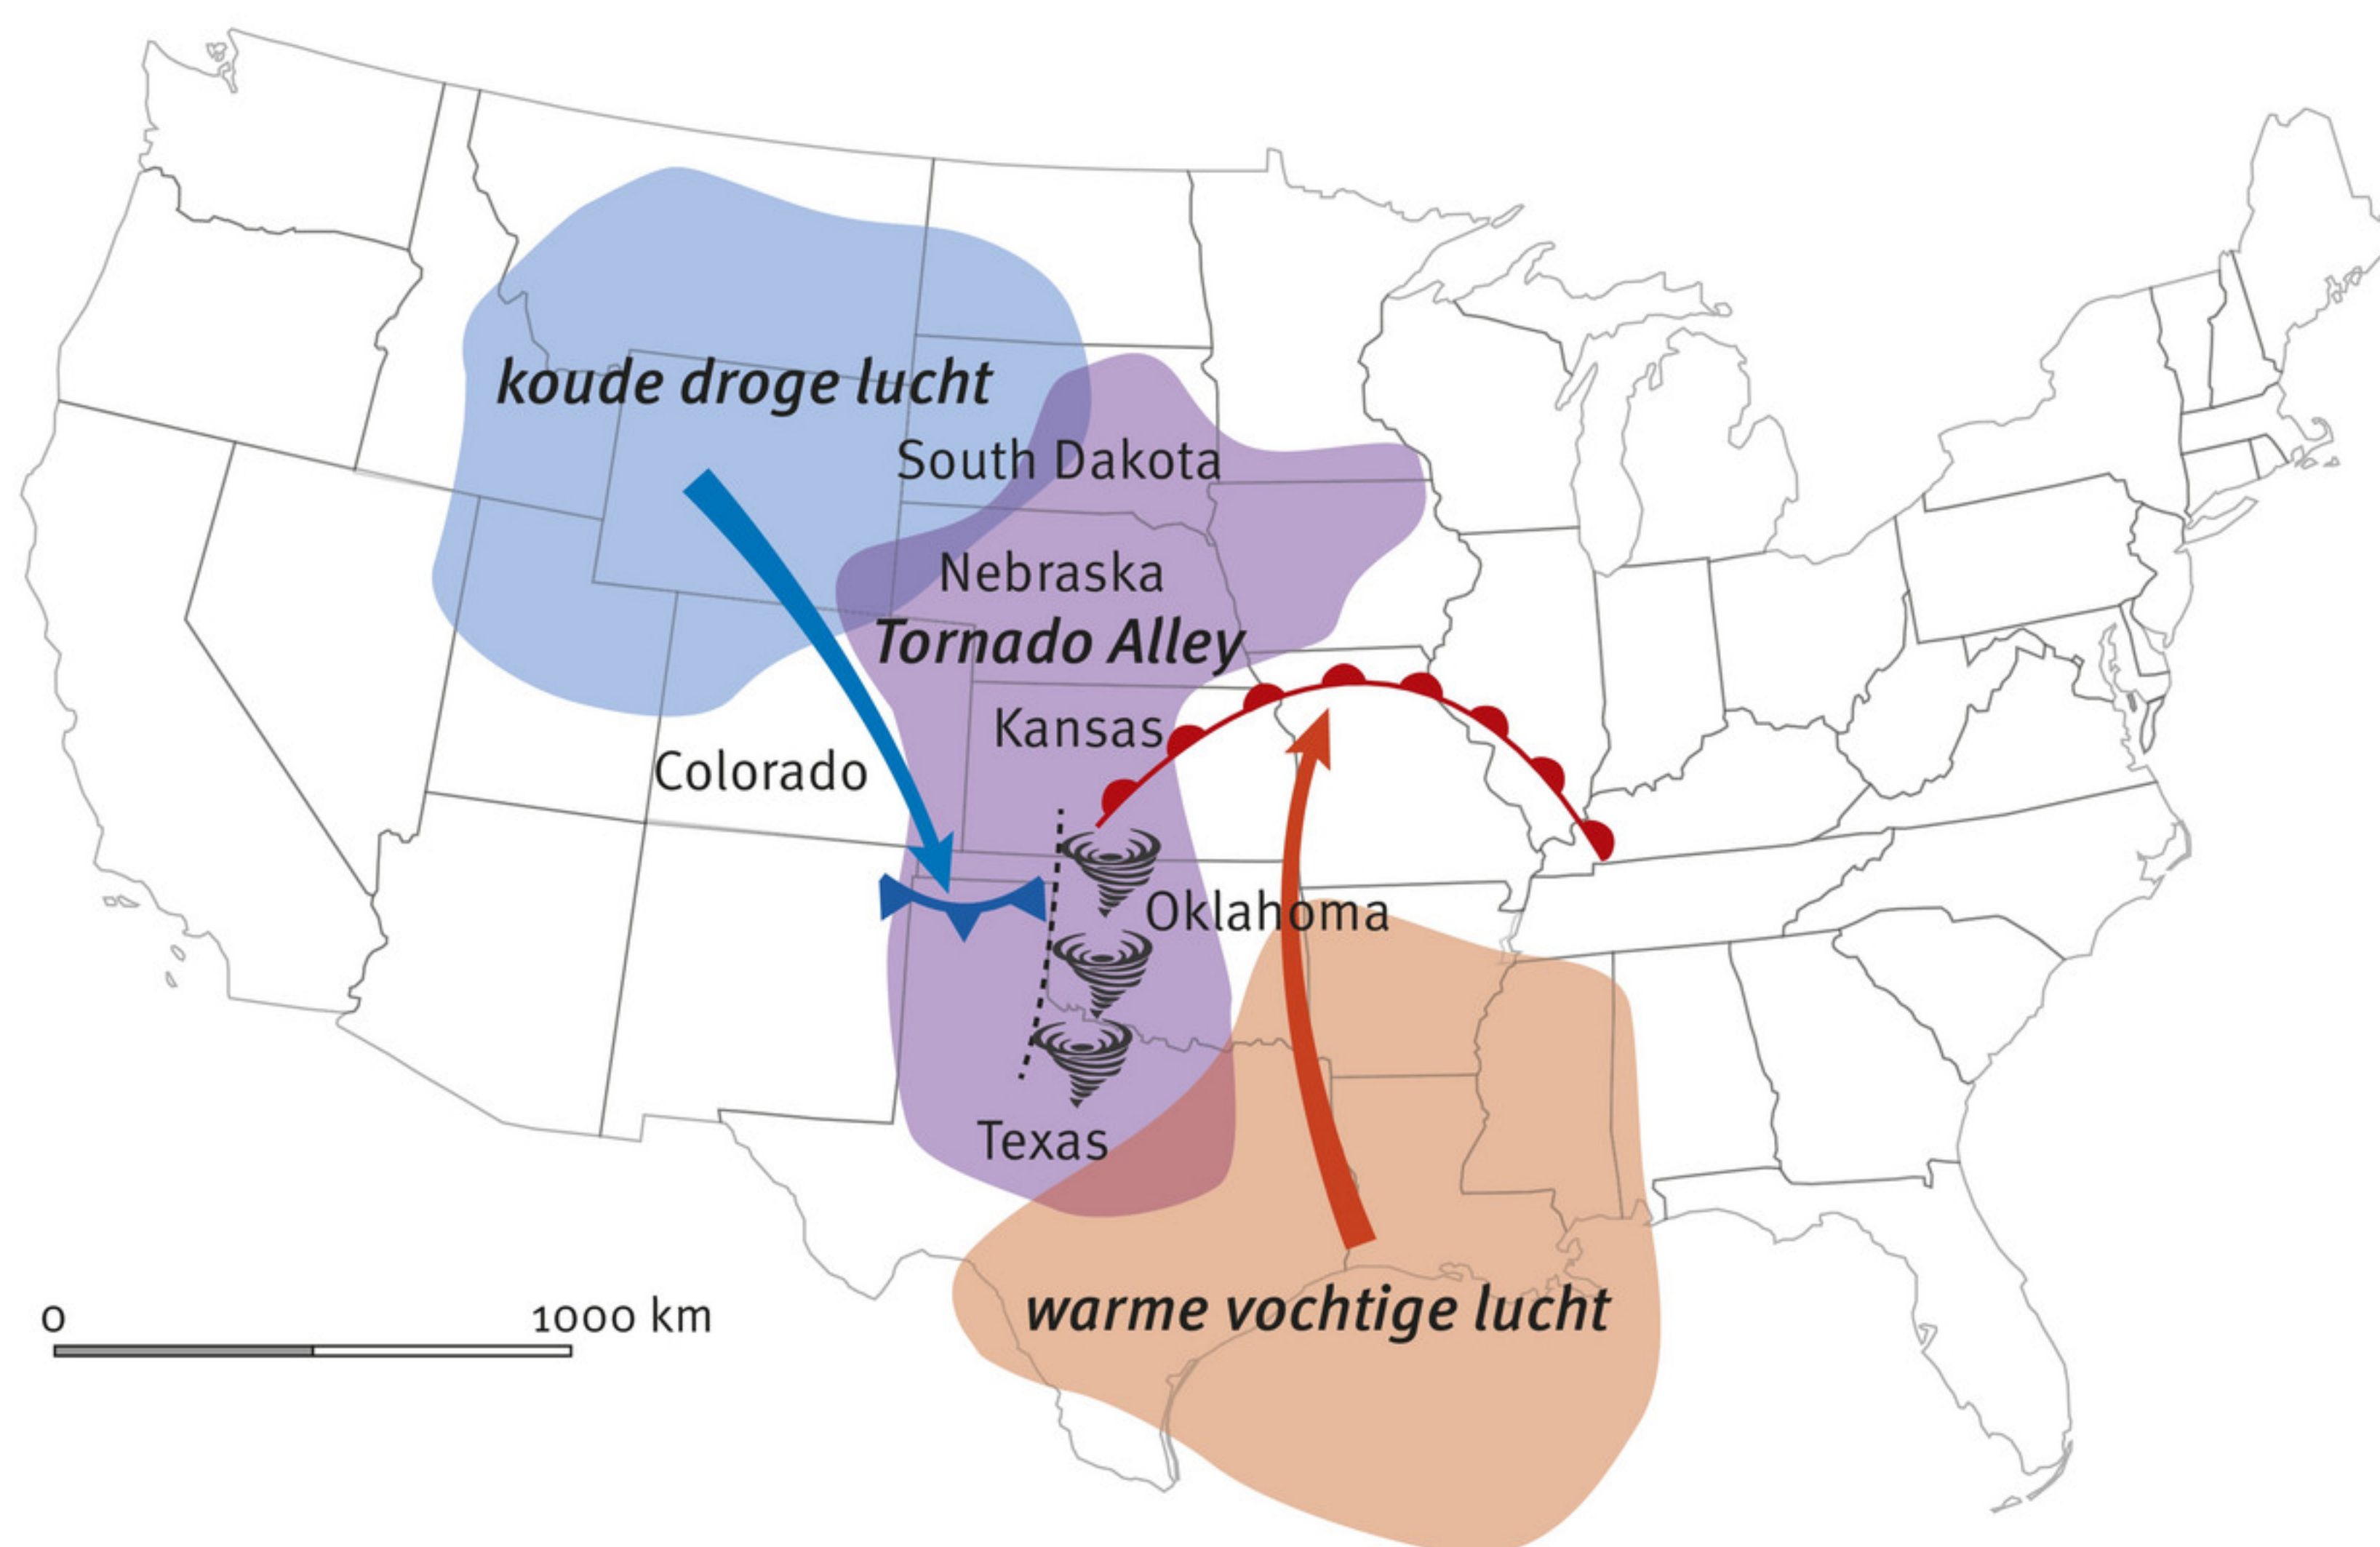 koude droge lucht
South Dakota
Nebraska
Tornado Alley
Kansas
Colorado
Oklahoma
Texas
warme vochtige lucht
0 1000 km